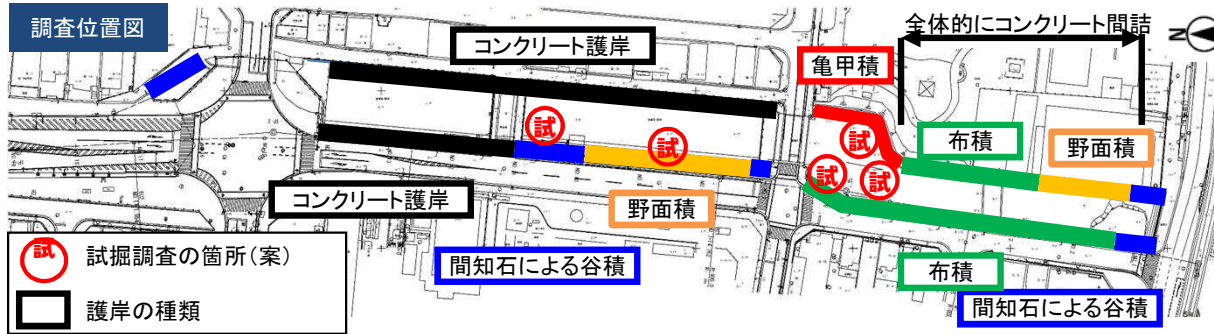 調査位置図
コンクリート護岸
全体的にコンクリート間詰
N
亀甲積
試
試
試
試
試
布積
野面積
コンクリート護岸
野面積
間知石による谷積
布積
間知石による谷積
試 試掘調査の箇所(案)
護岸の種類